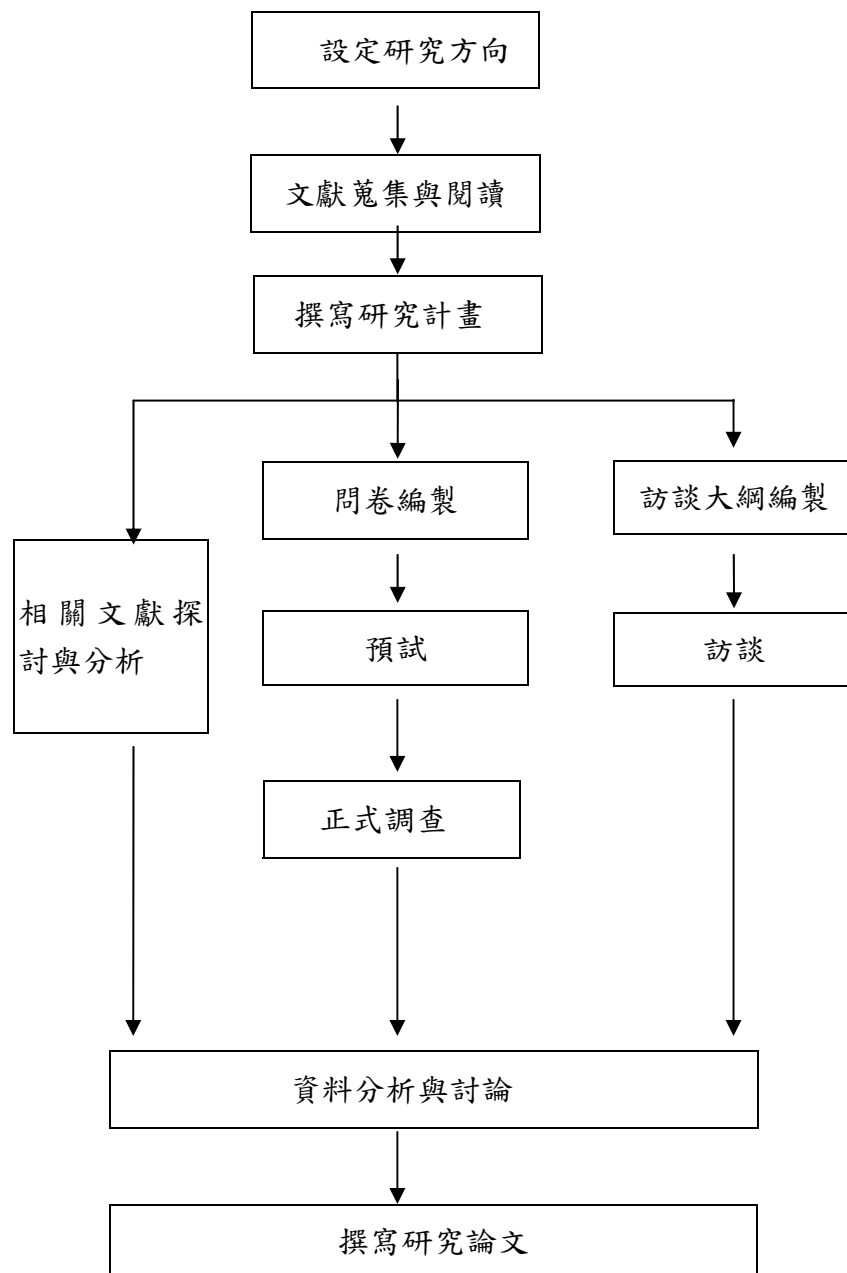 設定研究方向
文獻蒐集與閱讀
撰寫研究計畫
問卷編製
訪談大綱編製
相關文獻探
討與分析
預試
訪談
正式調查
資料分析與討論
撰寫研究論文